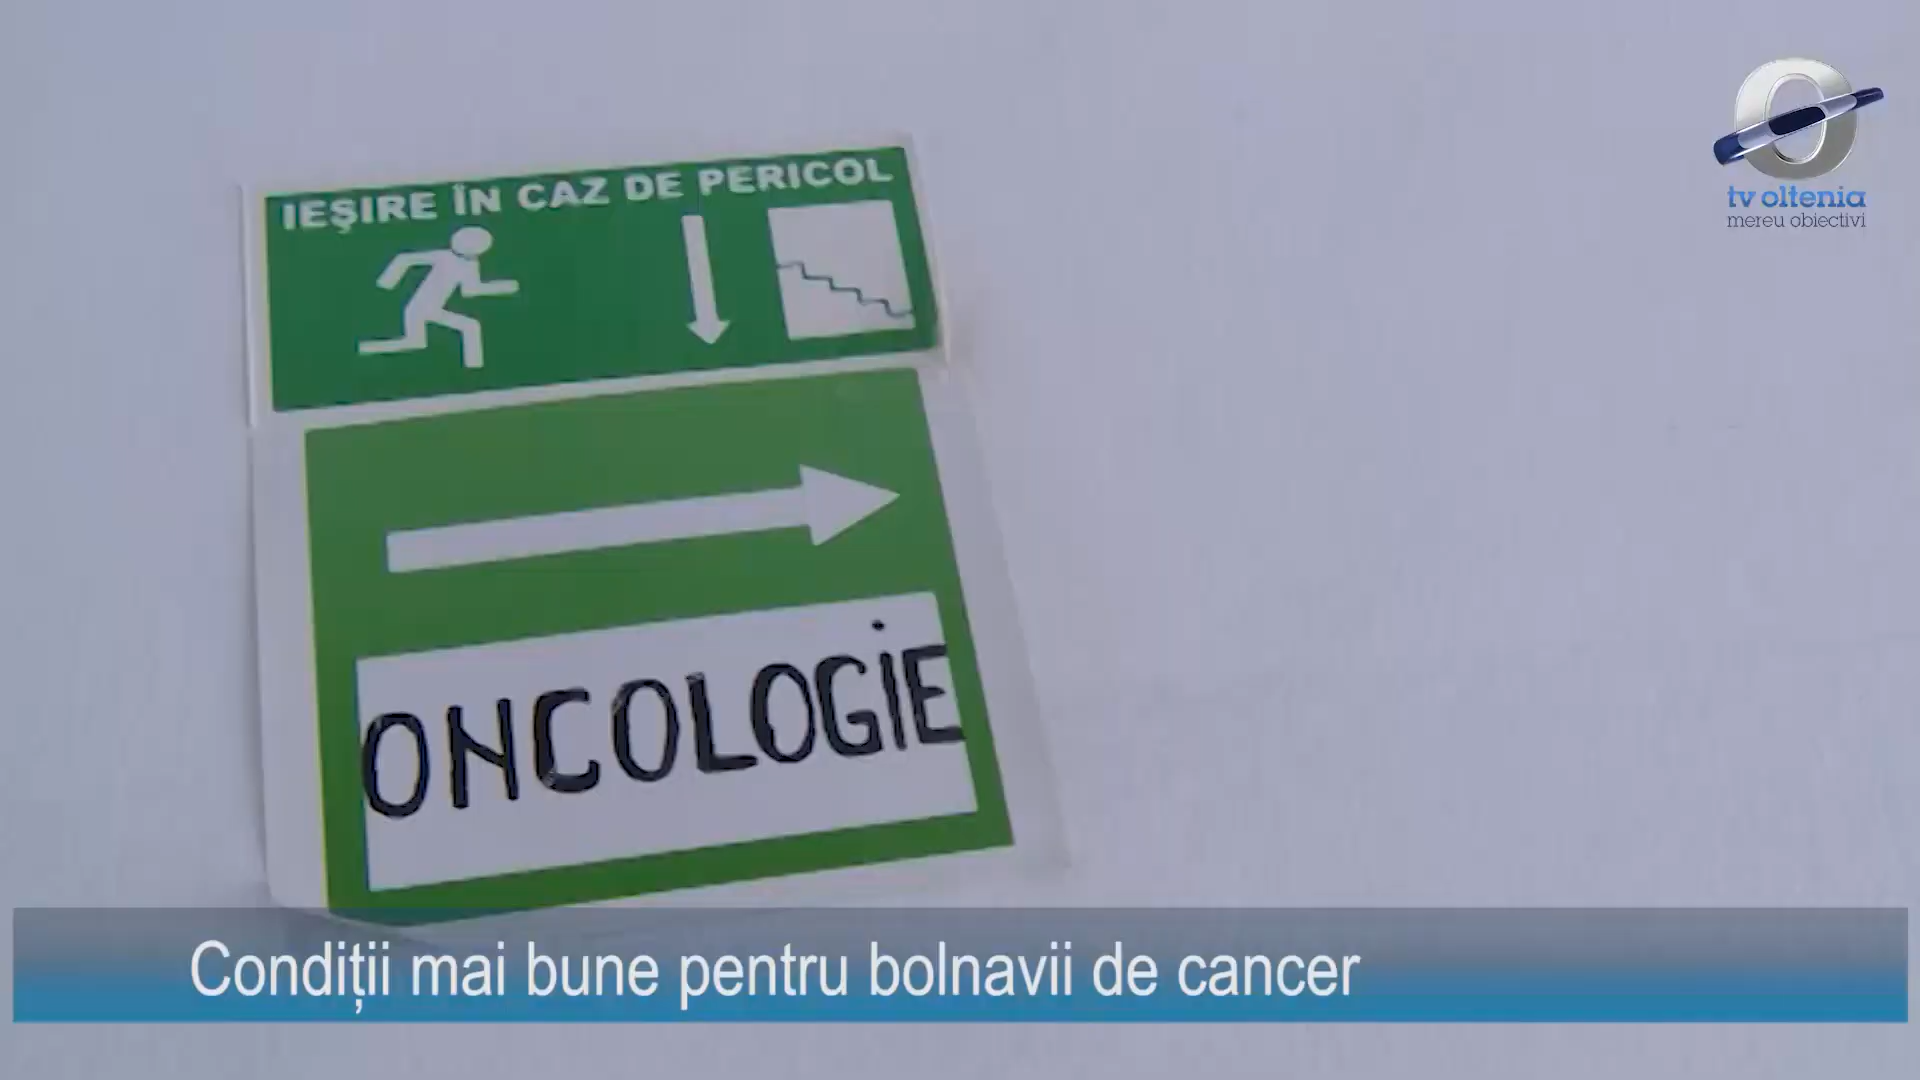 tv oltenia
mereu obiectivi
IEŞIRE ÎN CAZ DE PERICOL
ONCOLOGIE
Condiții mai bune pentru bolnavii de cancer